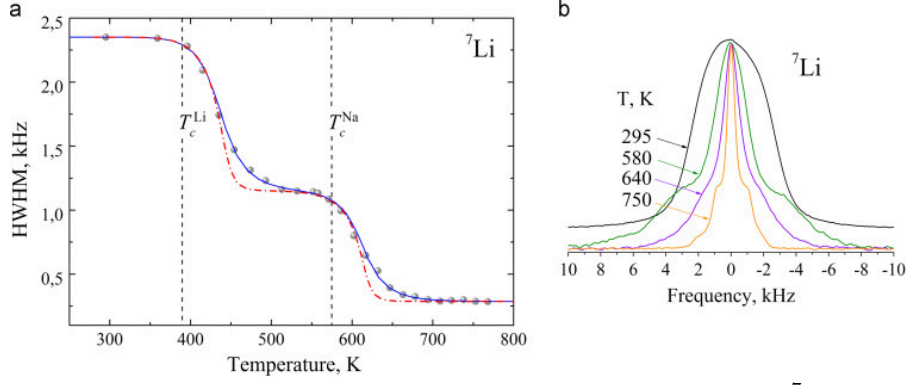 a
2,5
2,0
1,5
1,0
0,5
HWHM, kHz
⁷Li
T_c^Li
T_c^Na
300 400 500 600 700 800
Temperature, K
b
⁷Li
T, K
295
580
640
750
10 8 6 4 2 0 -2 -4 -6 -8 -10
Frequency, kHz